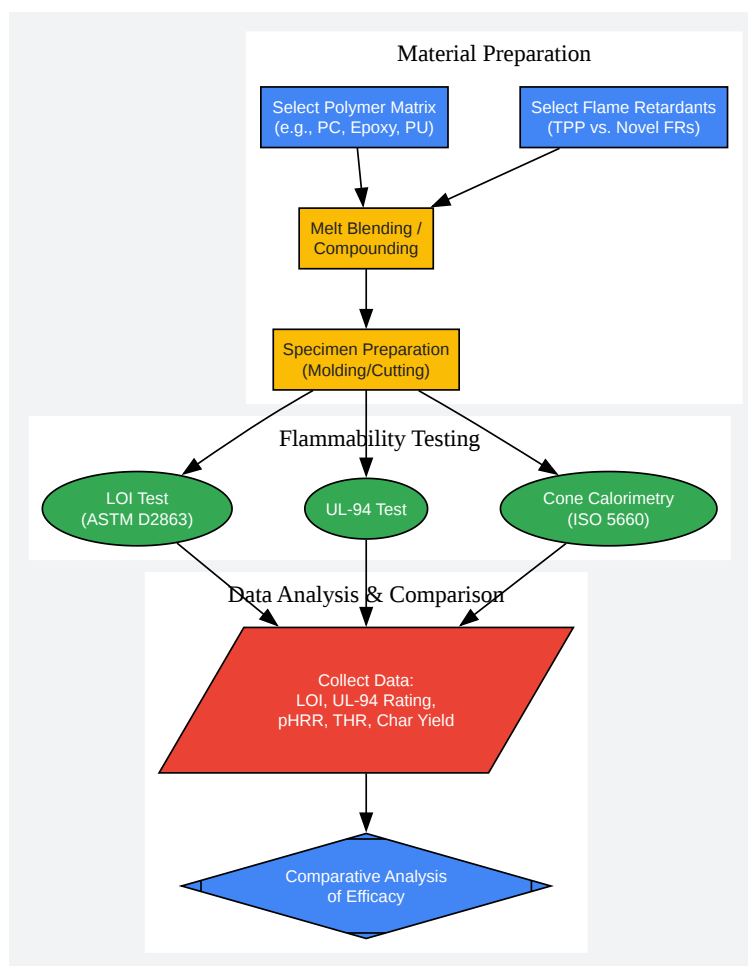 Material Preparation
Select Polymer Matrix
(e.g., PC, Epoxy, PU)
Select Flame Retardants
(TPP vs. Novel FRs)
Melt Blending /
Compounding
Specimen Preparation
(Molding/Cutting)
Flammability Testing
LOI Test
(ASTM D2863)
UL-94 Test
Cone Calorimetry
(ISO 5660)
Data Analysis & Comparison
Collect Data:
LOI, UL-94 Rating,
pHRR, THR, Char Yield
Comparative Analysis
of Efficacy